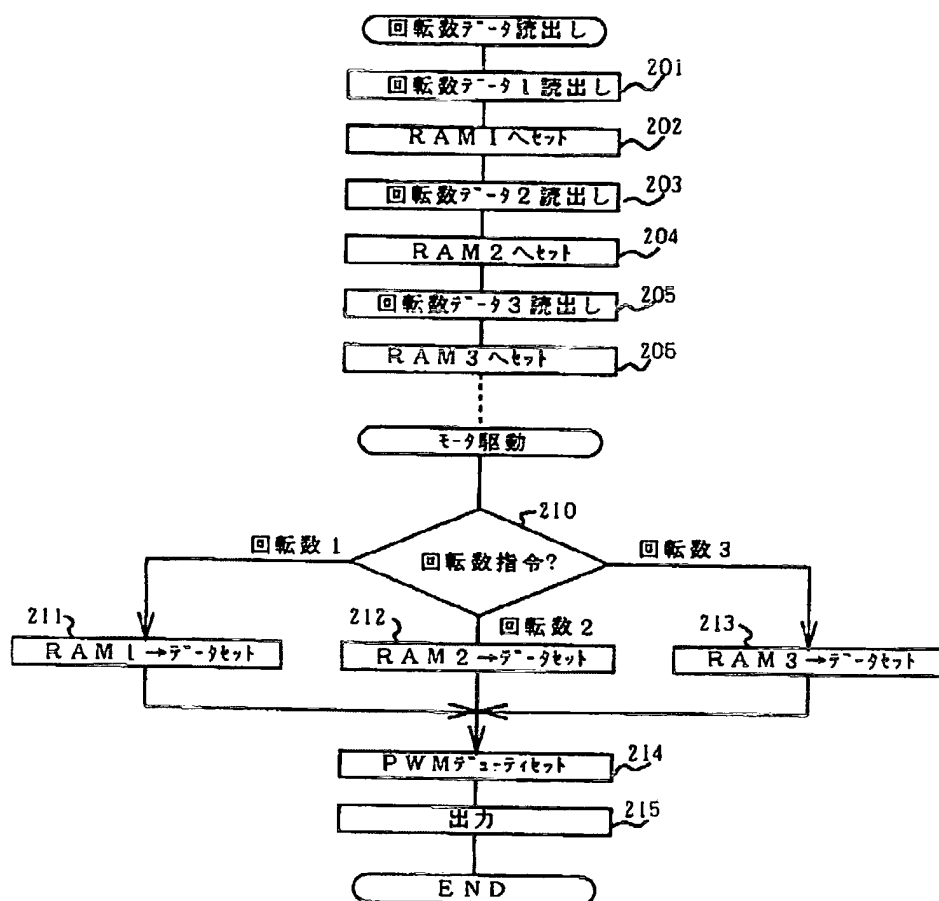 回転数データ読出し
回転数データ1読出し
201
RAM1へセット
202
回転数データ2読出し
203
RAM2へセット
204
回転数データ3読出し
205
RAM3へセット
206
モータ駆動
210
回転数指令?
回転数1
回転数3
回転数2
211
RAM1→データセット
212
RAM2→データセット
213
RAM3→データセット
PWMデューティセット
214
出力
215
END